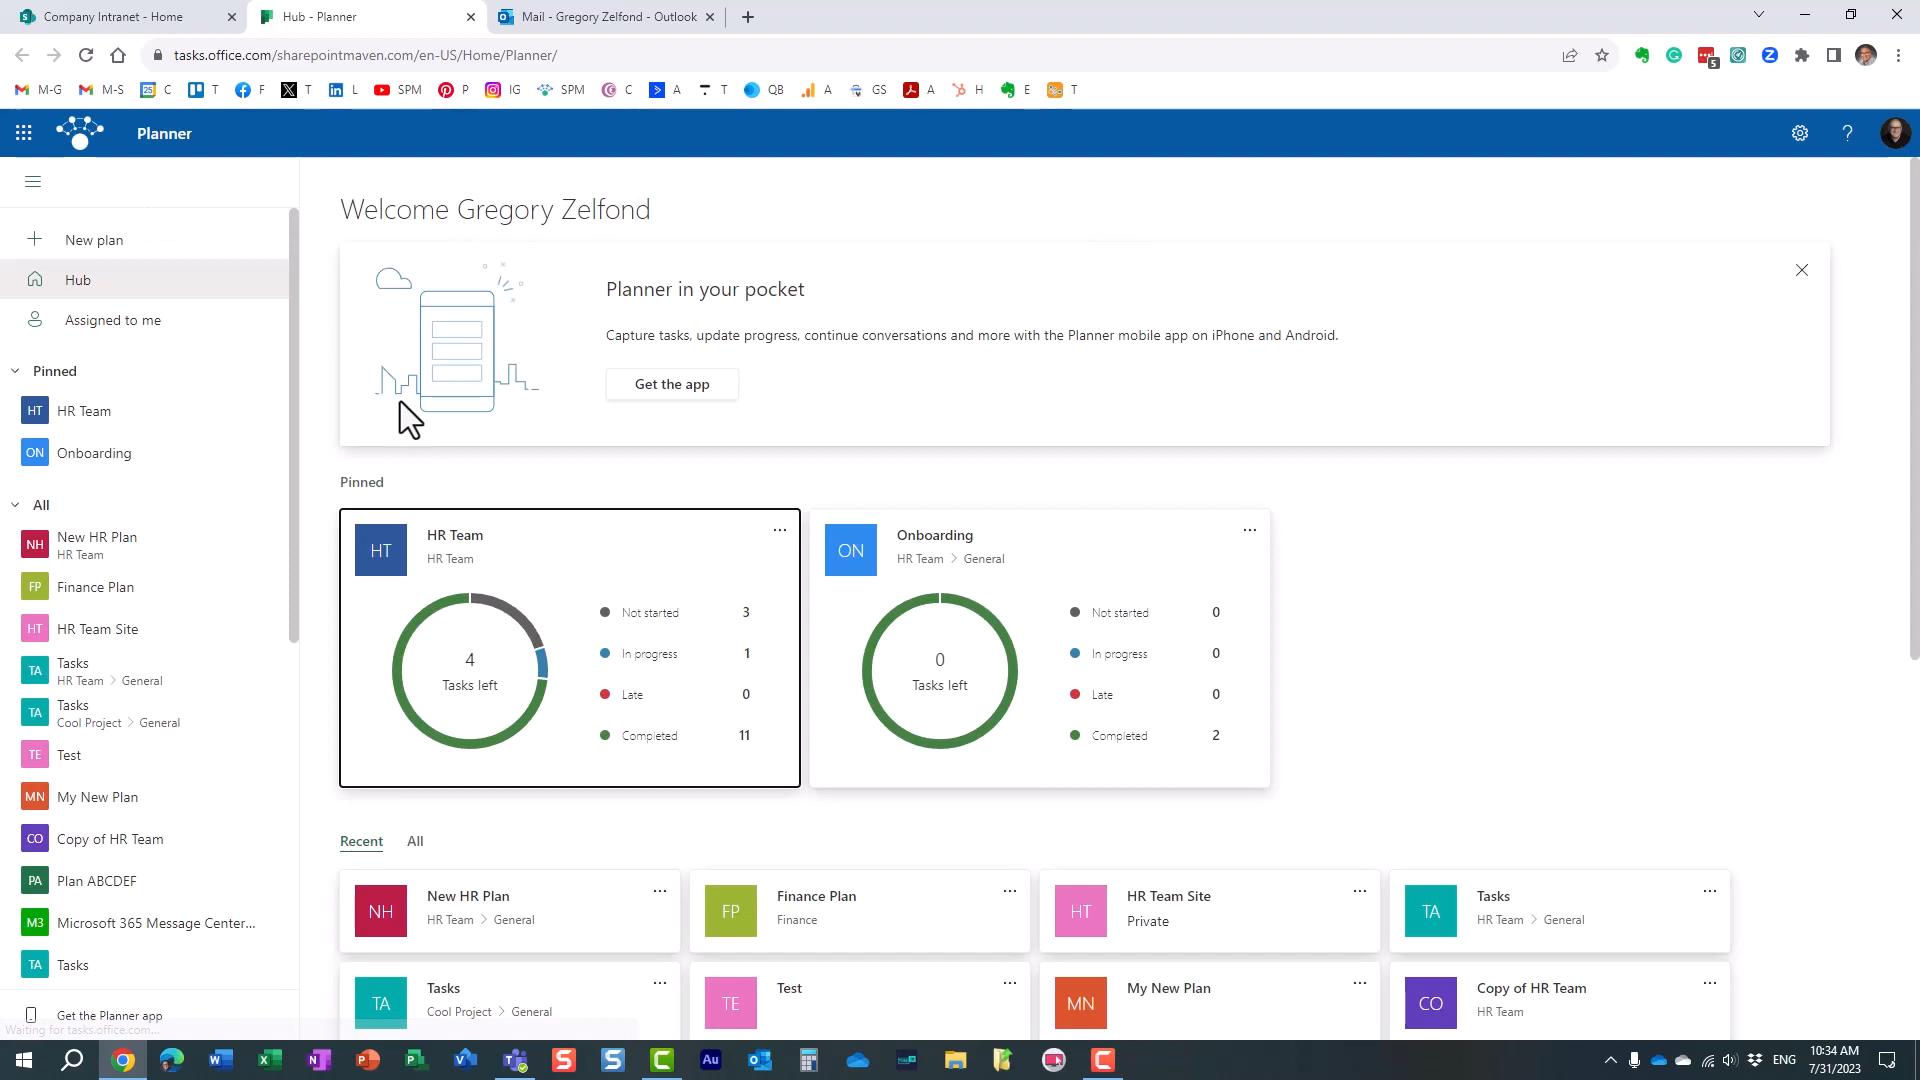 Company Intranet - Home
Hub - Planner
Mail - Gregory Zelfond - Outlook
tasks.office.com/sharepointmaven.com/en-US/Home/Planner/
5
M-G
M-S
25
C
T
F
T
L
SPM
P
IG
SPM
C
A
T
QB
A
GS
A
H
E
T
Planner
New plan
Hub
Assigned to me
Pinned
HT
HR Team
ON
Onboarding
All
NH
New HR Plan
HR Team
FP
Finance Plan
HT
HR Team Site
TA
Tasks
HR Team > General
TA
Tasks
Cool Project > General
TE
Test
MN
My New Plan
CO
Copy of HR Team
PA
Plan ABCDEF
M3
Microsoft 365 Message Center...
TA
Tasks
Get the Planner app
Waiting for tasks.office.com...
Welcome Gregory Zelfond
Planner in your pocket
Capture tasks, update progress, continue conversations and more with the Planner mobile app on iPhone and Android.
Get the app
Pinned
HT
HR Team
HR Team
4
Tasks left
Not started 3
In progress 1
Late 0
Completed 11
ON
Onboarding
HR Team > General
0
Tasks left
Not started 0
In progress 0
Late 0
Completed 2
Recent
All
NH
New HR Plan
HR Team > General
FP
Finance Plan
Finance
HT
HR Team Site
Private
TA
Tasks
HR Team > General
TA
Tasks
Cool Project > General
TE
Test
MN
My New Plan
CO
Copy of HR Team
HR Team
Au
ENG
10:34 AM
7/31/2023